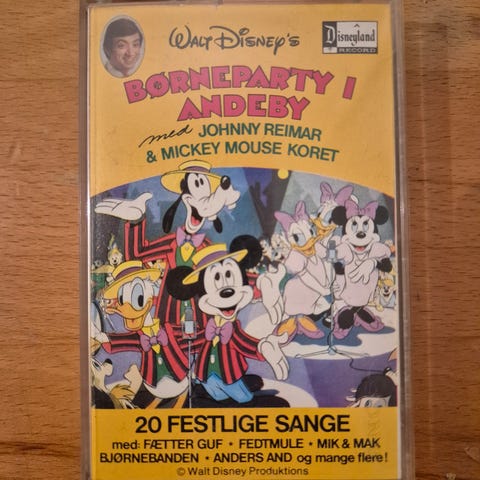 Walt Disney's
Disneyland
RECORD
BØRNEPARTY I
ANDEBY
med JOHNNY REIMAR
& MICKEY MOUSE KORET
20 FESTLIGE SANGE
med: FÆTTER GUF • FEDTMULE • MIK & MAK
BJØRNEBANDEN • ANDERS AND og mange flere!
© Walt Disney Produktions